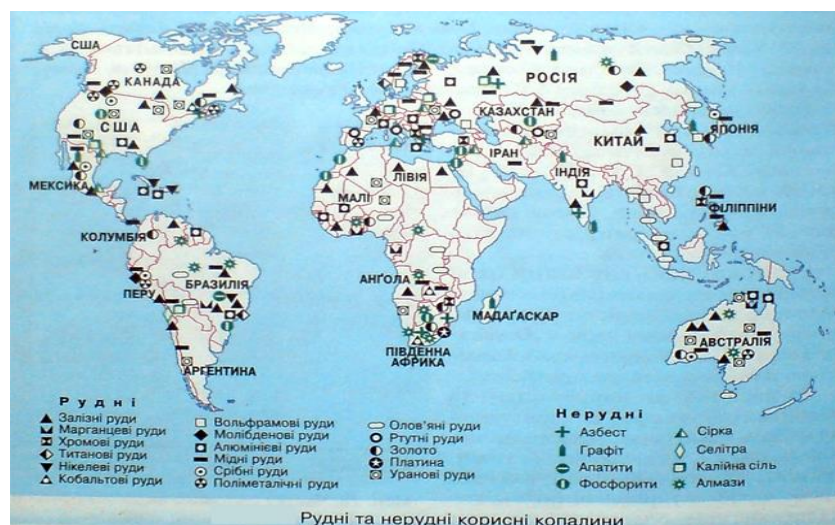 США
КАНАДА
США
МЕКСИКА
КОЛУМБІЯ
ПЕРУ
БРАЗИЛІЯ
АРГЕНТИНА
РОСІЯ
КАЗАХСТАН
КИТАЙ
ЯПОНІЯ
ІРАН
ІНДІЯ
ЛІВІЯ
МАЛІ
ФІЛІППІНИ
АНҐОЛА
МАДАҐАСКАР
ПІВДЕННА
АФРИКА
АВСТРАЛІЯ
Рудні
Залізні руди
Марганцеві руди
Хромові руди
Титанові руди
Нікелеві руди
Кобальтові руди
Вольфрамові руди
Молібденові руди
Алюмінієві руди
Мідні руди
Срібні руди
Поліметалічні руди
Олов'яні руди
Ртутні руди
Золото
Платина
Уранові руди
Нерудні
Азбест
Графіт
Апатити
Фосфорити
Сірка
Селітра
Калійна сіль
Алмази
Рудні та нерудні корисні копалини